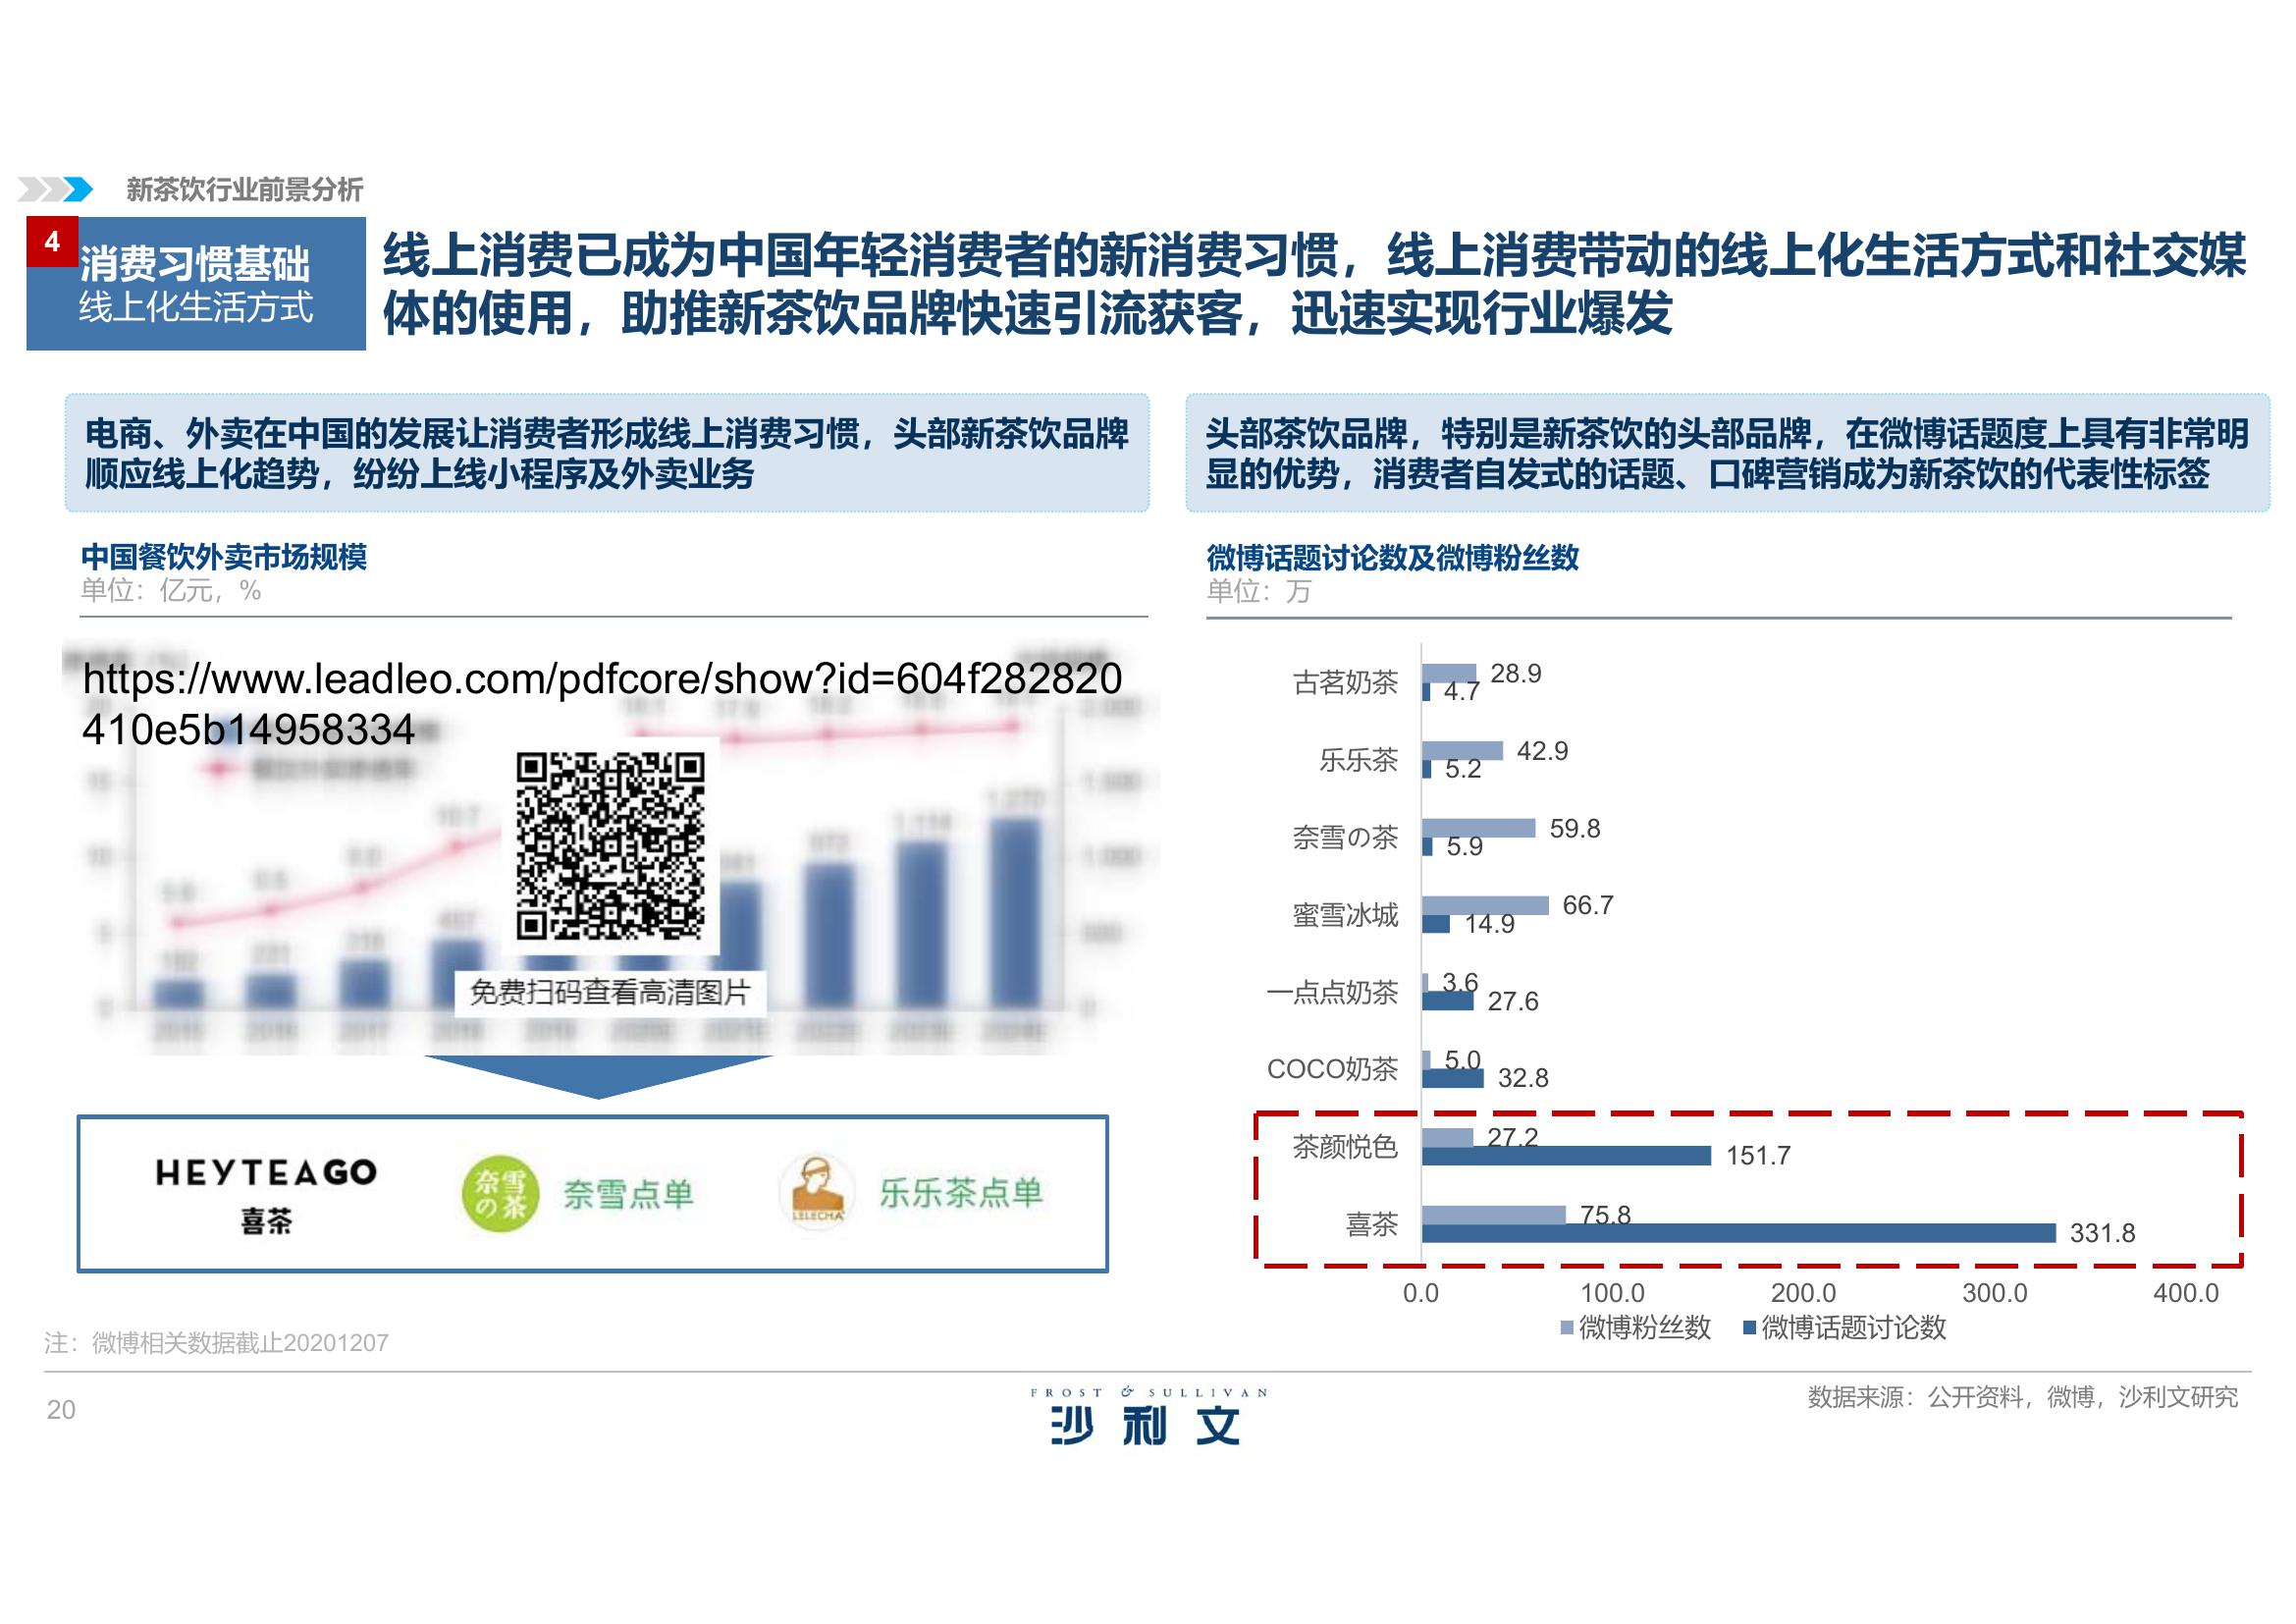 新茶饮行业前景分析
4
消费习惯基础
线上化生活方式
线上消费已成为中国年轻消费者的新消费习惯，线上消费带动的线上化生活方式和社交媒
体的使用，助推新茶饮品牌快速引流获客，迅速实现行业爆发
电商、外卖在中国的发展让消费者形成线上消费习惯，头部新茶饮品牌
顺应线上化趋势，纷纷上线小程序及外卖业务
中国餐饮外卖市场规模
单位：亿元，%
https://www.leadleo.com/pdfcore/show?id=604f282820
410e5b14958334
免费扫码查看高清图片
HEYTEAGO
喜茶
奈雪の茶
奈雪点单
LELECHA
乐乐茶点单
头部茶饮品牌，特别是新茶饮的头部品牌，在微博话题度上具有非常明
显的优势，消费者自发式的话题、口碑营销成为新茶饮的代表性标签
微博话题讨论数及微博粉丝数
单位：万
古茗奶茶 28.9 4.7
乐乐茶 42.9 5.2
奈雪の茶 59.8 5.9
蜜雪冰城 66.7 14.9
一点点奶茶 3.6 27.6
COCO奶茶 5.0 32.8
茶颜悦色 27.2 151.7
喜茶 75.8 331.8
0.0 100.0 200.0 300.0 400.0
微博粉丝数 微博话题讨论数
注：微博相关数据截止20201207
20
FROST & SULLIVAN
沙利文
数据来源：公开资料，微博，沙利文研究